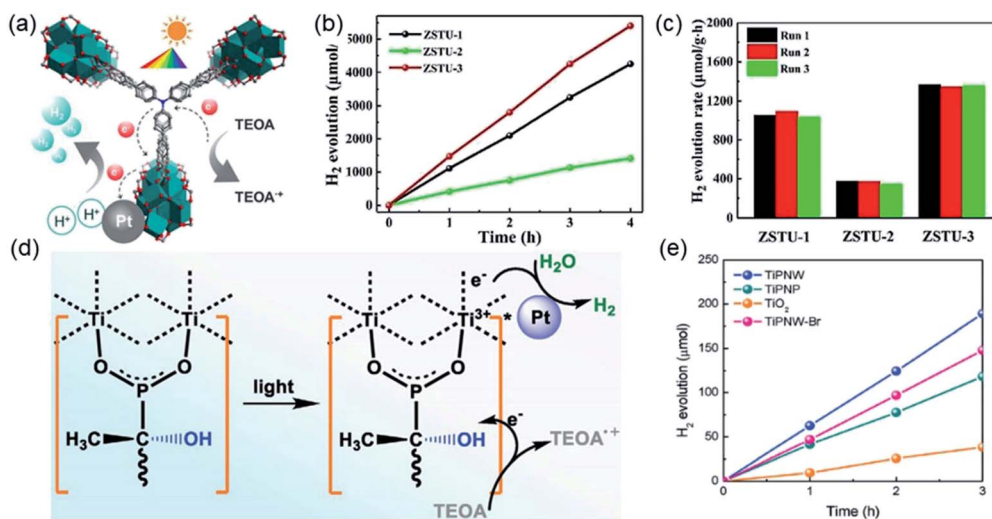 (a)
H₂
H₂
H₂
H₂
e⁻
e⁻
TEOA
TEOA•⁺
H⁺
H⁺
Pt
(b)
H₂ evolution (μmol/g)
5000
4000
3000
2000
1000
0
ZSTU-1
ZSTU-2
ZSTU-3
0 1 2 3 4
Time (h)
(c)
H₂ evolution rate (μmol/g·h)
2000
1600
1200
800
400
0
Run 1
Run 2
Run 3
ZSTU-1 ZSTU-2 ZSTU-3
(d)
Ti Ti
O O
P
H₃C C OH
light
Ti Ti³⁺
*
e⁻
H₂O
H₂
Pt
O O
P
H₃C C OH
e⁻
TEOA•⁺
TEOA
(e)
H₂ evolution (μmol)
250
200
150
100
50
0
TiPNW
TiPNP
TiO₂
TiPNW-Br
0 1 2 3
Time (h)